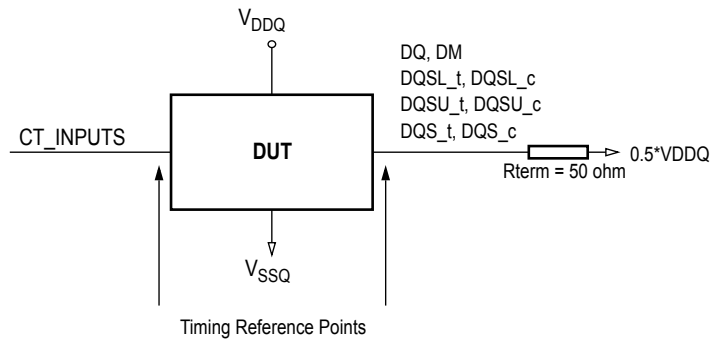 VDDQ
DQ, DM
DQSL_t, DQSL_c
DQSU_t, DQSU_c
DQS_t, DQS_c
CT_INPUTS
DUT
0.5*VDDQ
Rterm = 50 ohm
VSSQ
Timing Reference Points